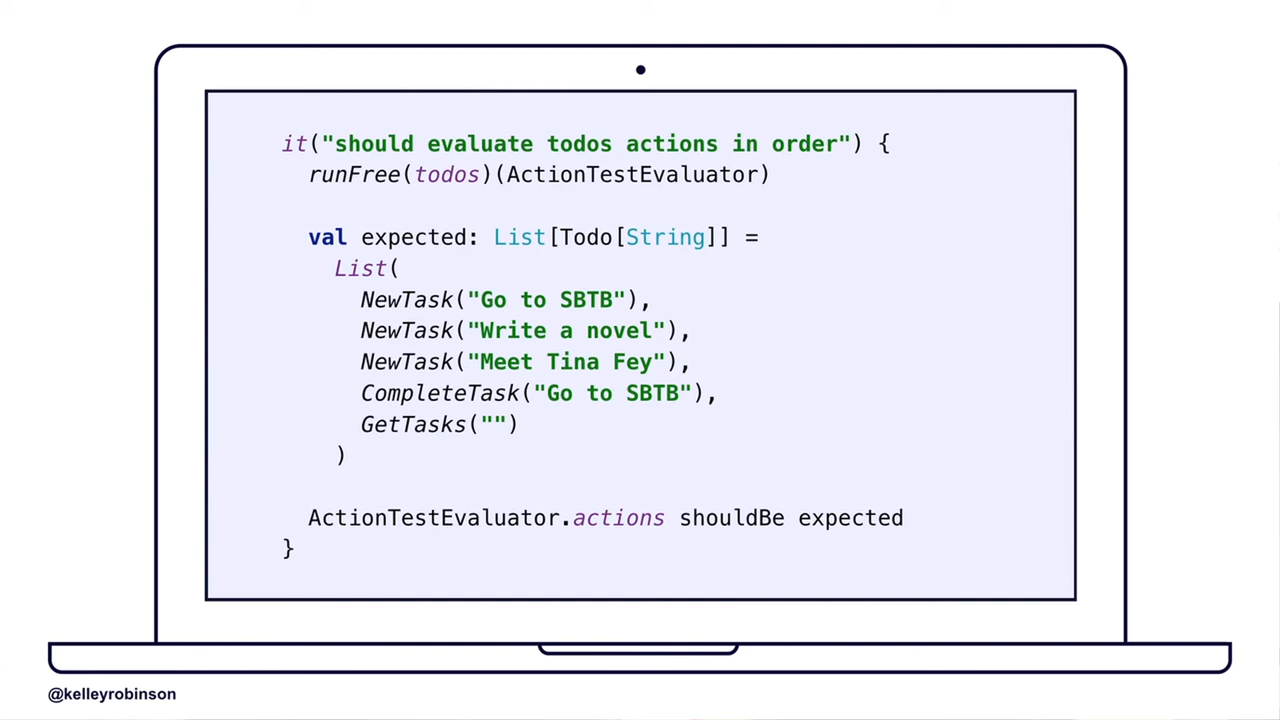 it("should evaluate todos actions in order") {
runFree(todos)(ActionTestEvaluator)
val expected: List[Todo[String]] =
List(
NewTask("Go to SBTB"),
NewTask("Write a novel"),
NewTask("Meet Tina Fey"),
CompleteTask("Go to SBTB"),
GetTasks("")
)
ActionTestEvaluator.actions shouldBe expected
}
@kelleyrobinson